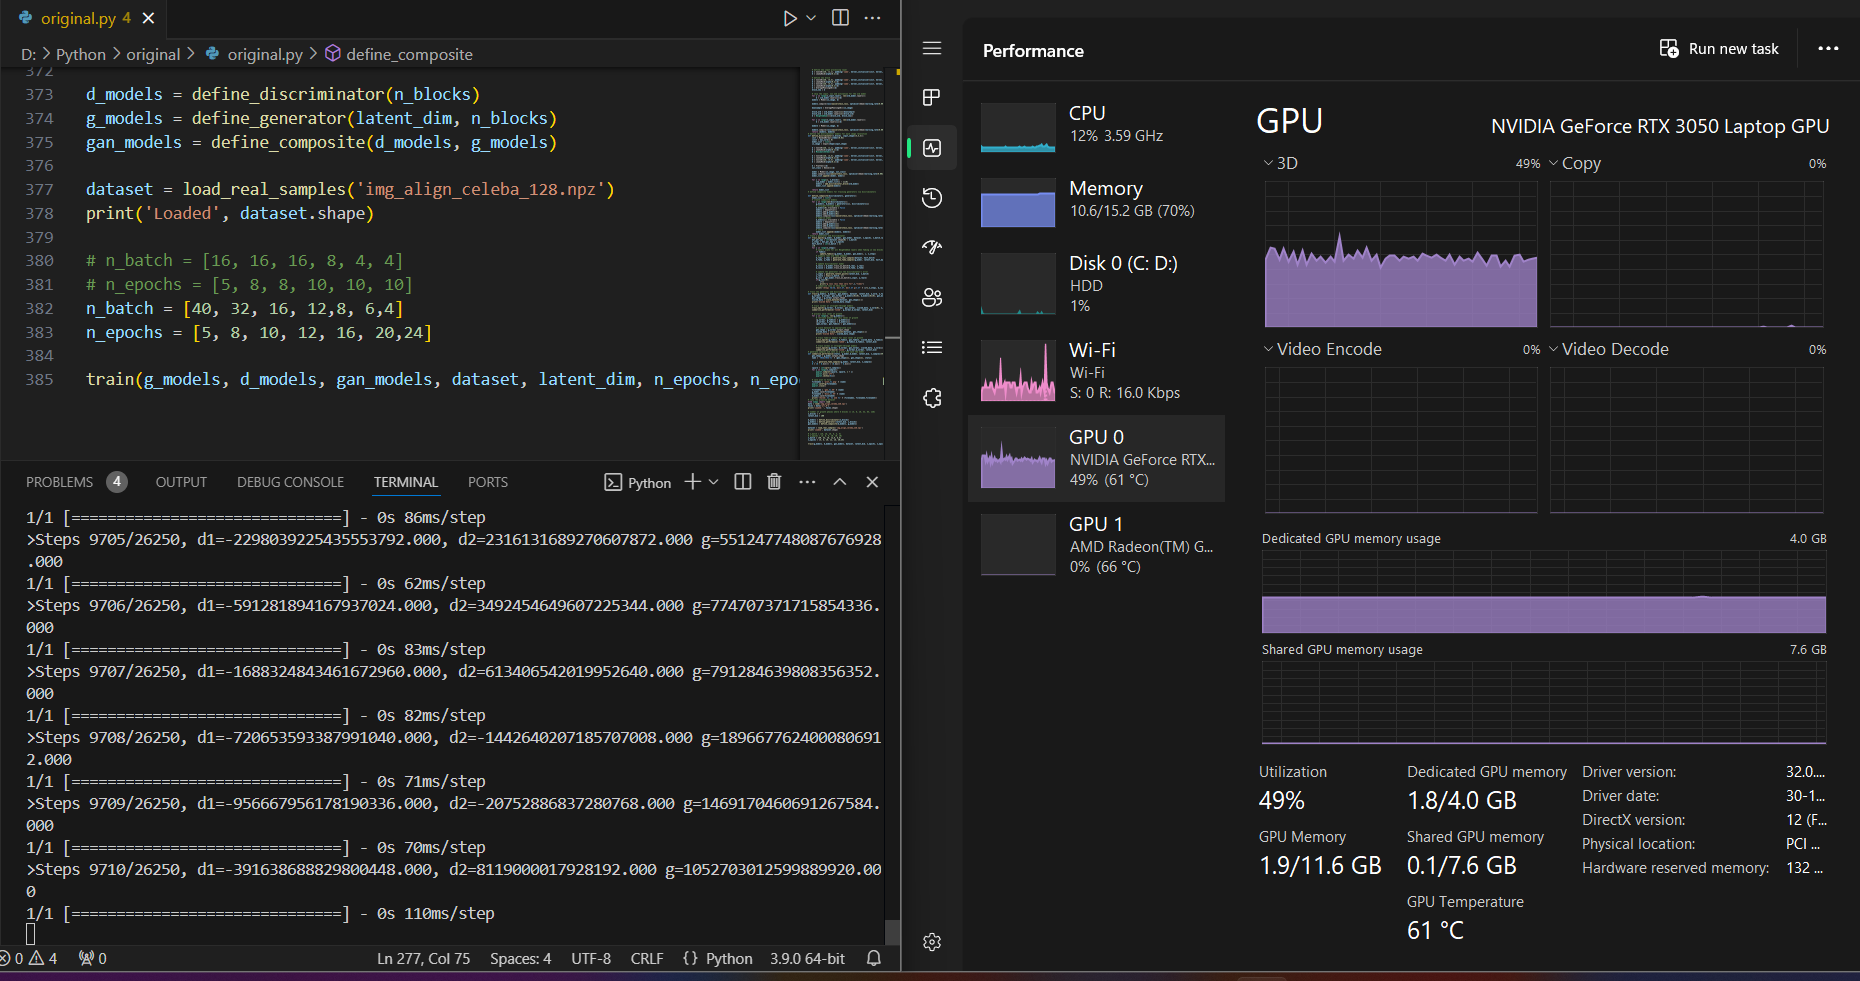 original.py 4
D: > Python > original > original.py > define_composite
372
373 d_models = define_discriminator(n_blocks)
374 g_models = define_generator(latent_dim, n_blocks)
375 gan_models = define_composite(d_models, g_models)
376
377 dataset = load_real_samples('img_align_celeba_128.npz')
378 print('Loaded', dataset.shape)
379
380 # n_batch = [16, 16, 16, 8, 4, 4]
381 # n_epochs = [5, 8, 8, 10, 10, 10]
382 n_batch = [40, 32, 16, 12,8, 6,4]
383 n_epochs = [5, 8, 10, 12, 16, 20,24]
384
385 train(g_models, d_models, gan_models, dataset, latent_dim, n_epochs, n_epo
PROBLEMS 4 OUTPUT DEBUG CONSOLE TERMINAL PORTS Python
1/1 [==============================] - 0s 86ms/step
>Steps 9705/26250, d1=-2298039225435553792.000, d2=2316131689270607872.000 g=551247748087676928
.000
1/1 [==============================] - 0s 62ms/step
>Steps 9706/26250, d1=-591281894167937024.000, d2=3492454649607225344.000 g=774707371715854336.
000
1/1 [==============================] - 0s 83ms/step
>Steps 9707/26250, d1=-1688324843461672960.000, d2=613406542019952640.000 g=791284639808356352.
000
1/1 [==============================] - 0s 82ms/step
>Steps 9708/26250, d1=-720653593387991040.000, d2=-1442640207185707008.000 g=189667762400080691
2.000
1/1 [==============================] - 0s 71ms/step
>Steps 9709/26250, d1=-956667956178190336.000, d2=-20752886837280768.000 g=1469170460691267584.
000
1/1 [==============================] - 0s 70ms/step
>Steps 9710/26250, d1=-391638688829800448.000, d2=8119000017928192.000 g=1052703012599889920.00
0
1/1 [==============================] - 0s 110ms/step
0 4 0 Ln 277, Col 75 Spaces: 4 UTF-8 CRLF {} Python 3.9.0 64-bit
Performance
Run new task
CPU
12% 3.59 GHz
Memory
10.6/15.2 GB (70%)
Disk 0 (C: D:)
HDD
1%
Wi-Fi
Wi-Fi
S: 0 R: 16.0 Kbps
GPU 0
NVIDIA GeForce RTX...
49% (61 °C)
GPU 1
AMD Radeon(TM) G...
0% (66 °C)
GPU
NVIDIA GeForce RTX 3050 Laptop GPU
3D 49%
Copy 0%
Video Encode 0%
Video Decode 0%
Dedicated GPU memory usage 4.0 GB
Shared GPU memory usage 7.6 GB
Utilization
49%
Dedicated GPU memory
1.8/4.0 GB
GPU Memory
1.9/11.6 GB
Shared GPU memory
0.1/7.6 GB
GPU Temperature
61 °C
Driver version: 32.0....
Driver date: 30-1...
DirectX version: 12 (F...
Physical location: PCI ...
Hardware reserved memory: 132 ...